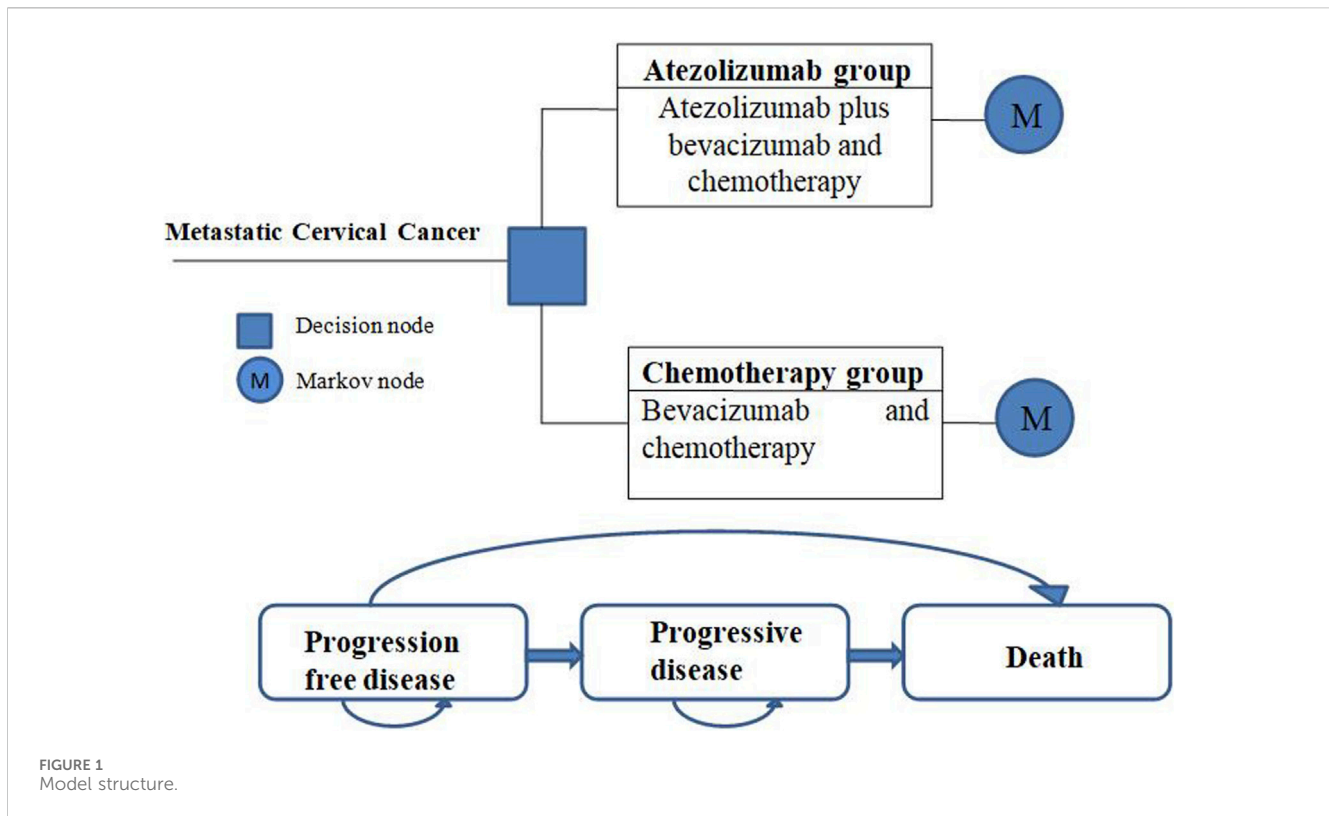 Atezolizumab group
Atezolizumab plus
bevacizumab and
chemotherapy
M
Metastatic Cervical Cancer
Decision node
M
Markov node
Chemotherapy group
Bevacizumab and
chemotherapy
M
Progression
free disease
Progressive
disease
Death
FIGURE 1
Model structure.